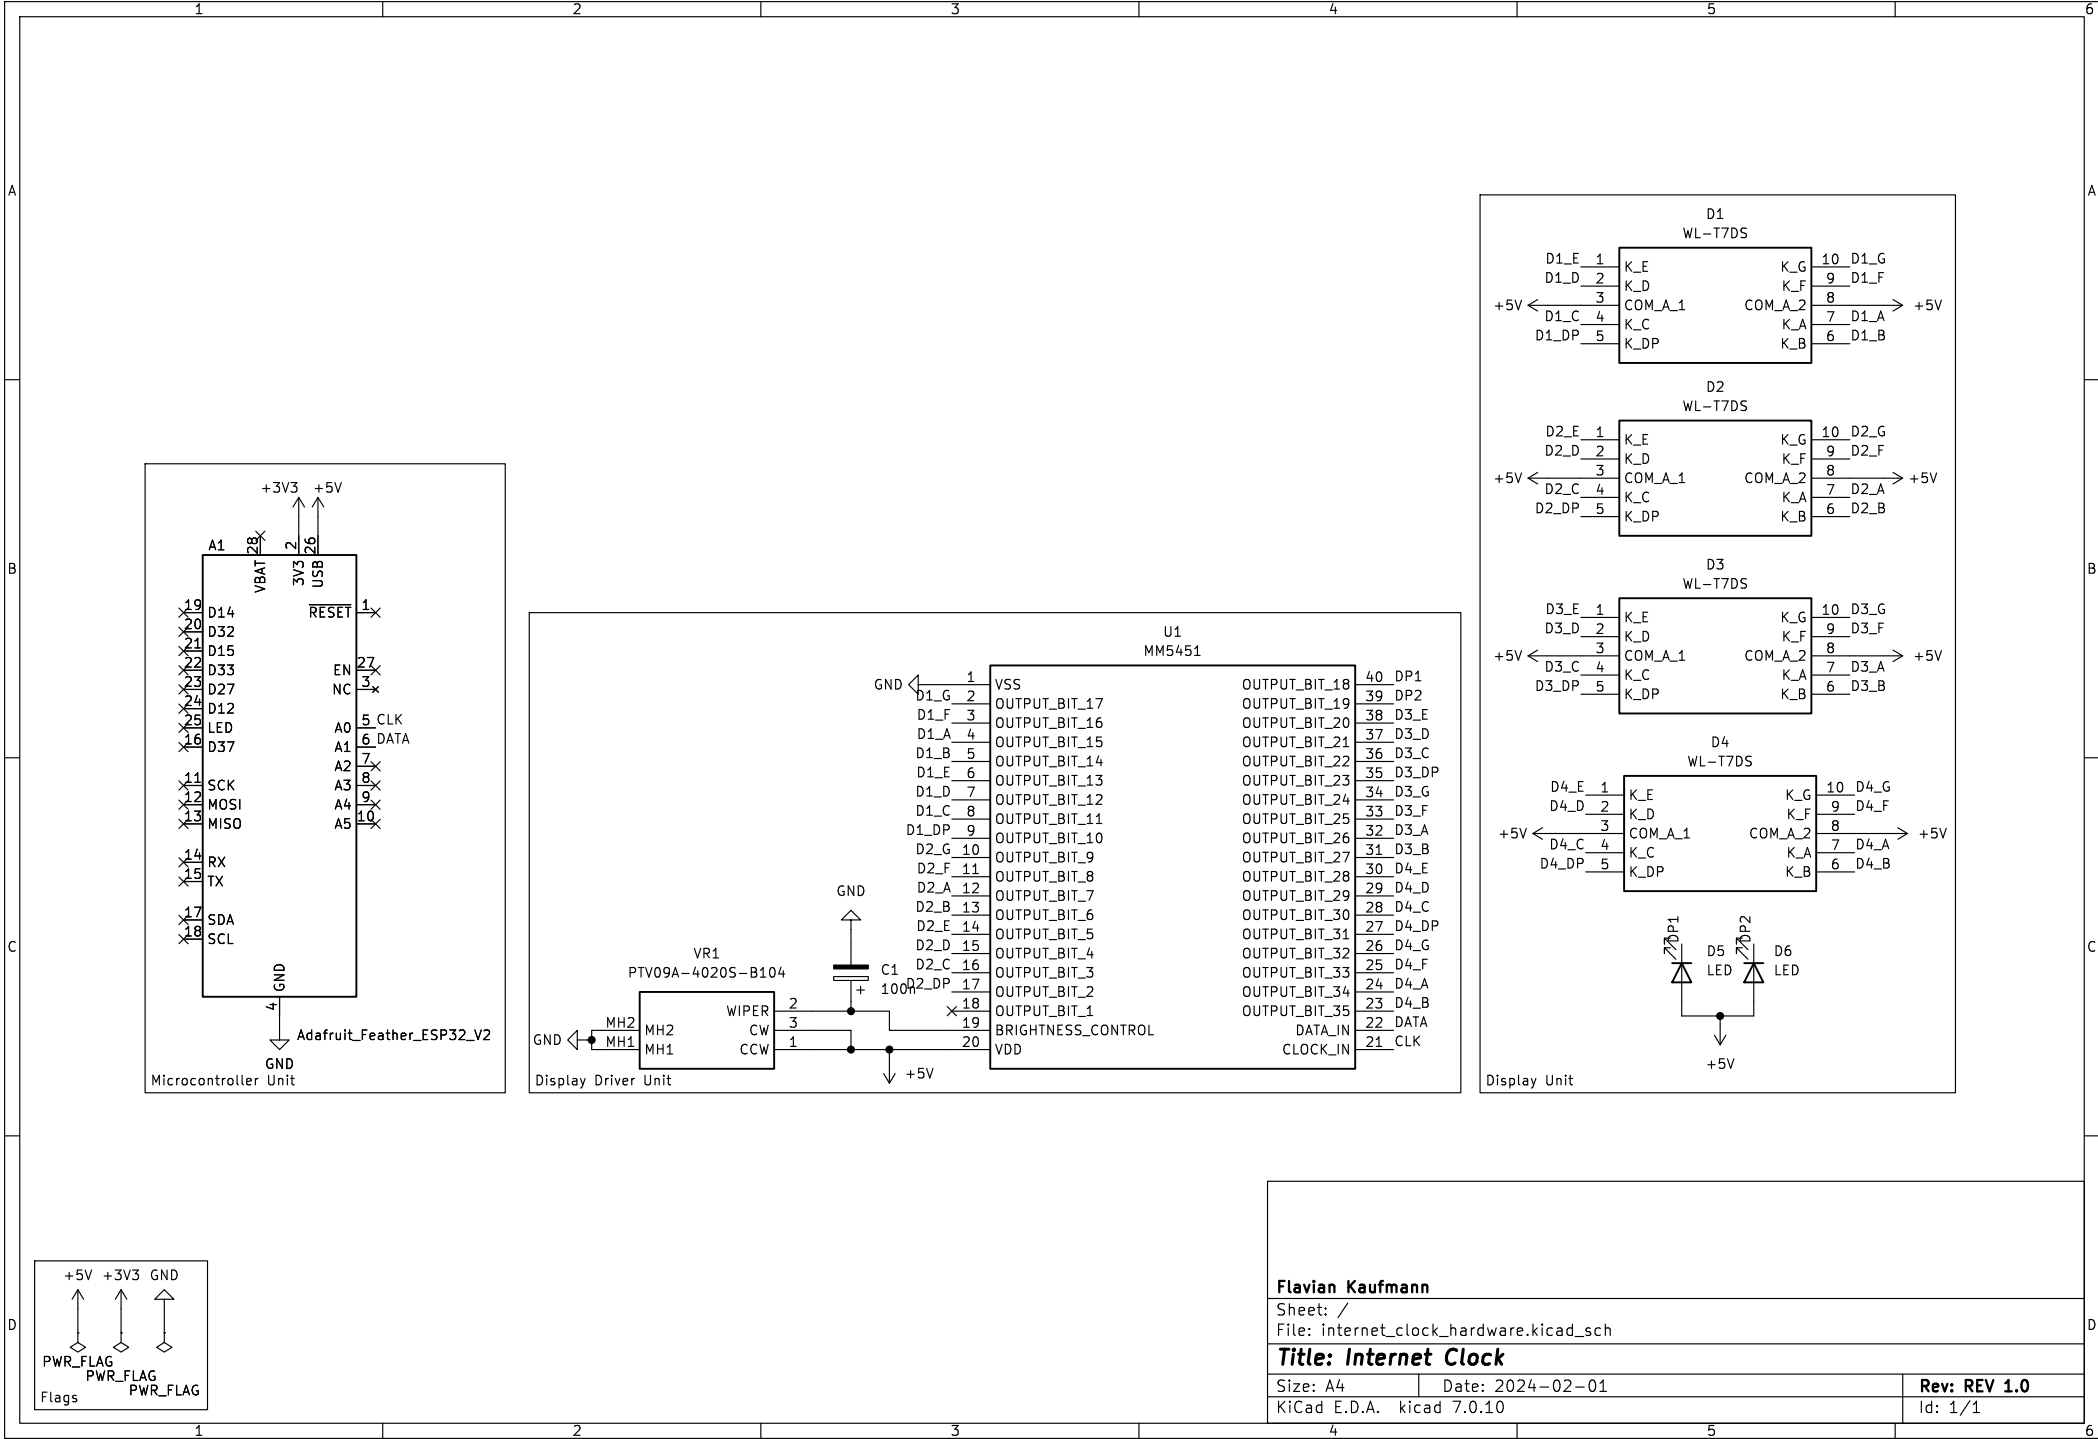 1 2 3 4 5 6
A A
B B
C C
D D
1 2 3 4 5 6
+3V3 +5V
A1
28 2 26
VBAT 3V3 USB
19 D14 RESET 1
20 D32
21 D15
22 D33 EN 27
23 D27 NC 3
24 D12
25 LED A0 5 CLK
16 D37 A1 6 DATA
A2 7
11 SCK A3 8
12 MOSI A4 9
13 MISO A5 10
14 RX
15 TX
17 SDA
18 SCL
GND
4
Adafruit_Feather_ESP32_V2
GND
Microcontroller Unit
U1
MM5451
GND 1 VSS OUTPUT_BIT_18 40 DP1
D1_G 2 OUTPUT_BIT_17 OUTPUT_BIT_19 39 DP2
D1_F 3 OUTPUT_BIT_16 OUTPUT_BIT_20 38 D3_E
D1_A 4 OUTPUT_BIT_15 OUTPUT_BIT_21 37 D3_D
D1_B 5 OUTPUT_BIT_14 OUTPUT_BIT_22 36 D3_C
D1_E 6 OUTPUT_BIT_13 OUTPUT_BIT_23 35 D3_DP
D1_D 7 OUTPUT_BIT_12 OUTPUT_BIT_24 34 D3_G
D1_C 8 OUTPUT_BIT_11 OUTPUT_BIT_25 33 D3_F
D1_DP 9 OUTPUT_BIT_10 OUTPUT_BIT_26 32 D3_A
D2_G 10 OUTPUT_BIT_9 OUTPUT_BIT_27 31 D3_B
D2_F 11 OUTPUT_BIT_8 OUTPUT_BIT_28 30 D4_E
D2_A 12 OUTPUT_BIT_7 OUTPUT_BIT_29 29 D4_D
D2_B 13 OUTPUT_BIT_6 OUTPUT_BIT_30 28 D4_C
D2_E 14 OUTPUT_BIT_5 OUTPUT_BIT_31 27 D4_DP
D2_D 15 OUTPUT_BIT_4 OUTPUT_BIT_32 26 D4_G
D2_C 16 OUTPUT_BIT_3 OUTPUT_BIT_33 25 D4_F
D2_DP 17 OUTPUT_BIT_2 OUTPUT_BIT_34 24 D4_A
18 OUTPUT_BIT_1 OUTPUT_BIT_35 23 D4_B
19 BRIGHTNESS_CONTROL DATA_IN 22 DATA
20 VDD CLOCK_IN 21 CLK
GND
C1
+ 100n
VR1
PTV09A-4020S-B104
WIPER 2
MH2 MH2 CW 3
GND
MH1 MH1 CCW 1
+5V
Display Driver Unit
D1
WL-T7DS
D1_E 1 K_E K_G 10 D1_G
D1_D 2 K_D K_F 9 D1_F
+5V 3 COM_A_1 COM_A_2 8 +5V
D1_C 4 K_C K_A 7 D1_A
D1_DP 5 K_DP K_B 6 D1_B
D2
WL-T7DS
D2_E 1 K_E K_G 10 D2_G
D2_D 2 K_D K_F 9 D2_F
+5V 3 COM_A_1 COM_A_2 8 +5V
D2_C 4 K_C K_A 7 D2_A
D2_DP 5 K_DP K_B 6 D2_B
D3
WL-T7DS
D3_E 1 K_E K_G 10 D3_G
D3_D 2 K_D K_F 9 D3_F
+5V 3 COM_A_1 COM_A_2 8 +5V
D3_C 4 K_C K_A 7 D3_A
D3_DP 5 K_DP K_B 6 D3_B
D4
WL-T7DS
D4_E 1 K_E K_G 10 D4_G
D4_D 2 K_D K_F 9 D4_F
+5V 3 COM_A_1 COM_A_2 8 +5V
D4_C 4 K_C K_A 7 D4_A
D4_DP 5 K_DP K_B 6 D4_B
DP1 DP2
D5 D6
LED LED
+5V
Display Unit
+5V +3V3 GND
PWR_FLAG
PWR_FLAG
PWR_FLAG
Flags
Flavian Kaufmann
Sheet: /
File: internet_clock_hardware.kicad_sch
Title: Internet Clock
Size: A4 Date: 2024-02-01 Rev: REV 1.0
KiCad E.D.A. kicad 7.0.10 Id: 1/1